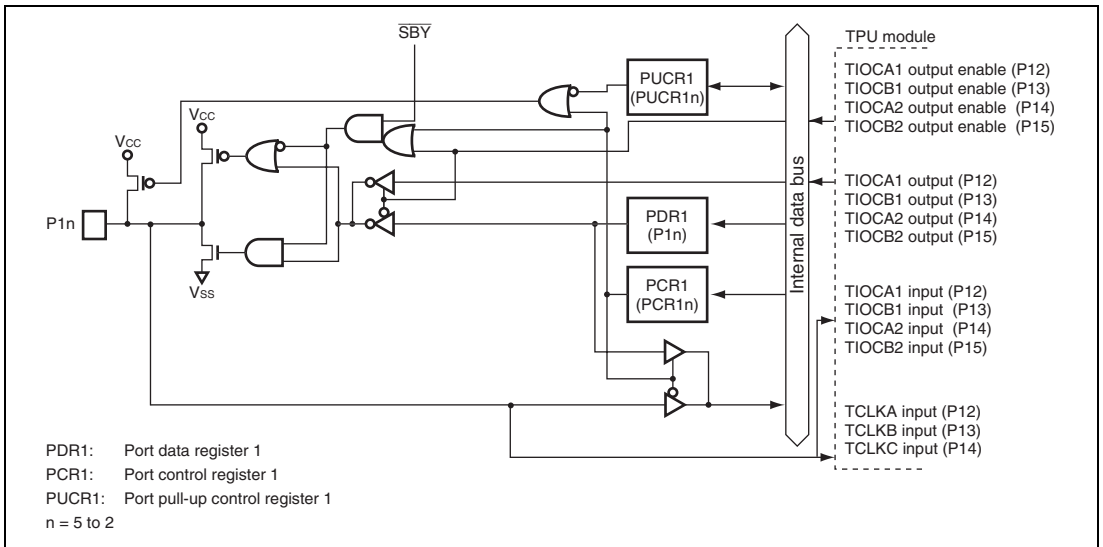 SBY
TPU module
TIOCA1 output enable (P12)
TIOCB1 output enable (P13)
TIOCA2 output enable (P14)
TIOCB2 output enable (P15)
PUCR1
(PUCR1n)
VCC
VCC
TIOCA1 output (P12)
TIOCB1 output (P13)
TIOCA2 output (P14)
TIOCB2 output (P15)
P1n
PDR1
(P1n)
Internal data bus
VSS
PCR1
(PCR1n)
TIOCA1 input (P12)
TIOCB1 input (P13)
TIOCA2 input (P14)
TIOCB2 input (P15)
TCLKA input (P12)
TCLKB input (P13)
TCLKC input (P14)
PDR1: Port data register 1
PCR1: Port control register 1
PUCR1: Port pull-up control register 1
n = 5 to 2